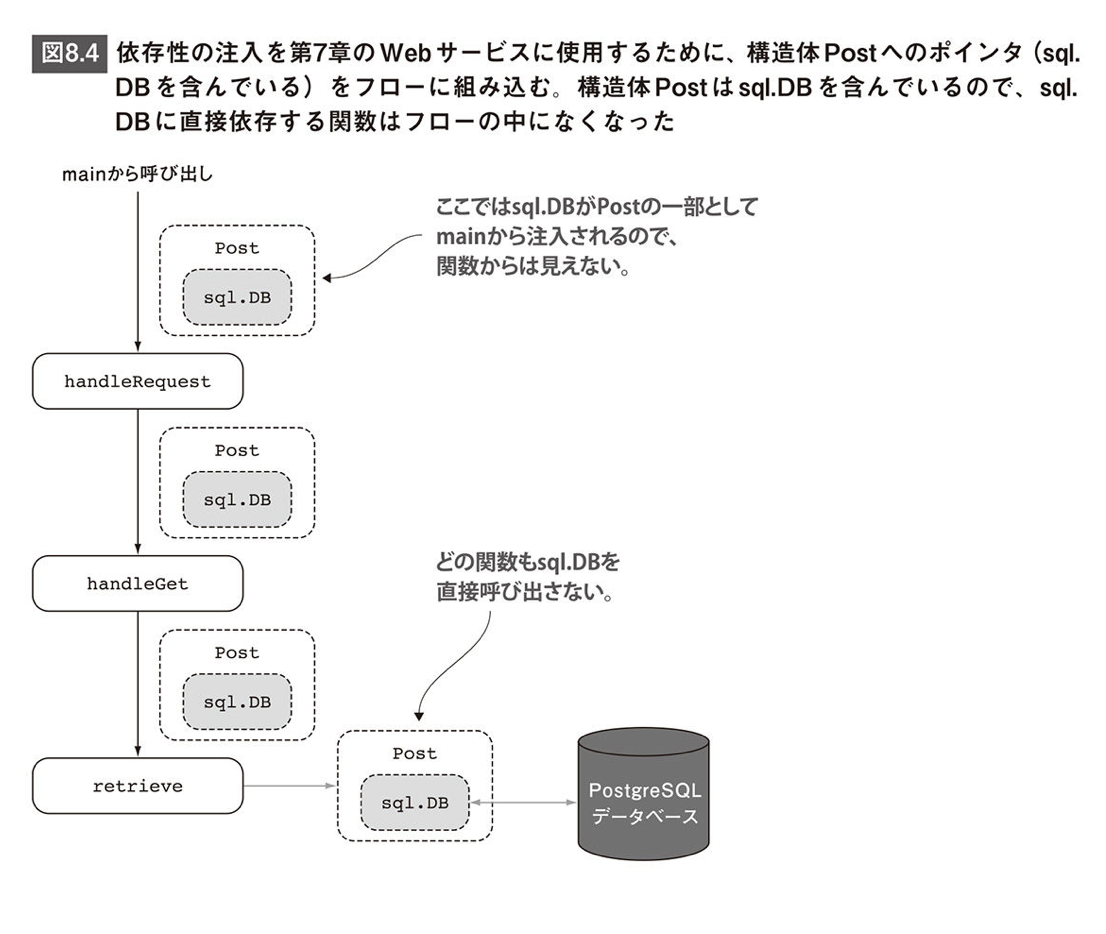 図8.4 依存性の注入を第7章のWebサービスに使用するために、構造体Postへのポインタ（sql.
DBを含んでいる）をフローに組み込む。構造体Postはsql.DBを含んでいるので、sql.
DBに直接依存する関数はフローの中になくなった
mainから呼び出し
ここではsql.DBがPostの一部として
mainから注入されるので、
関数からは見えない。
Post
sql.DB
handleRequest
Post
sql.DB
handleGet
どの関数もsql.DBを
直接呼び出さない。
Post
sql.DB
retrieve
Post
sql.DB
PostgreSQL
データベース